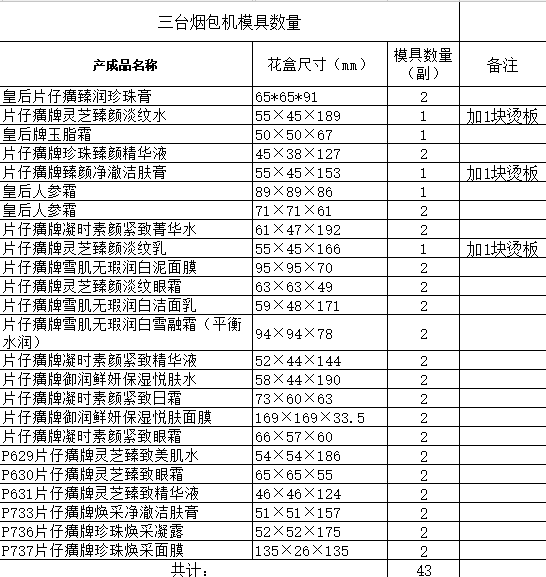 三台烟包机模具数量
产成品名称 花盒尺寸（mm） 模具数量（副） 备注
皇后片仔癀臻润珍珠膏 65*65*91 2
片仔癀牌灵芝臻颜淡纹水 55×45×189 1 加1块烫板
皇后牌玉脂霜 50×50×67 1
片仔癀牌珍珠臻颜精华液 45×38×127 2
片仔癀牌臻颜净澈洁肤膏 55×45×153 1 加1块烫板
皇后人参霜 89×89×86 1
皇后人参霜 71×71×61 2
片仔癀牌凝时素颜紧致菁华水 61×47×192 2
片仔癀牌灵芝臻颜淡纹乳 55×45×166 1 加1块烫板
片仔癀牌雪肌无瑕润白泥面膜 95×95×70 2
片仔癀牌灵芝臻颜淡纹眼霜 63×63×49 2
片仔癀牌雪肌无瑕润白洁面乳 59×48×171 2
片仔癀牌雪肌无瑕润白雪融霜（平衡
水润） 94×94×78 2
片仔癀牌凝时素颜紧致精华液 52×44×144 2
片仔癀牌御润鲜妍保湿悦肤水 58×44×190 2
片仔癀牌凝时素颜紧致日霜 73×60×63 2
片仔癀牌御润鲜妍保湿悦肤面膜 169×169×33.5 2
片仔癀牌凝时素颜紧致眼霜 66×57×60 2
P629片仔癀牌灵芝臻致美肌水 54×54×186 2
P630片仔癀牌灵芝臻致眼霜 65×65×55 2
P631片仔癀牌灵芝臻致精华液 46×46×124 2
P733片仔癀牌焕采净澈洁肤膏 51×51×157 2
P736片仔癀牌珍珠焕采凝露 52×52×175 2
P737片仔癀牌珍珠焕采面膜 135×26×135 2
共计： 43